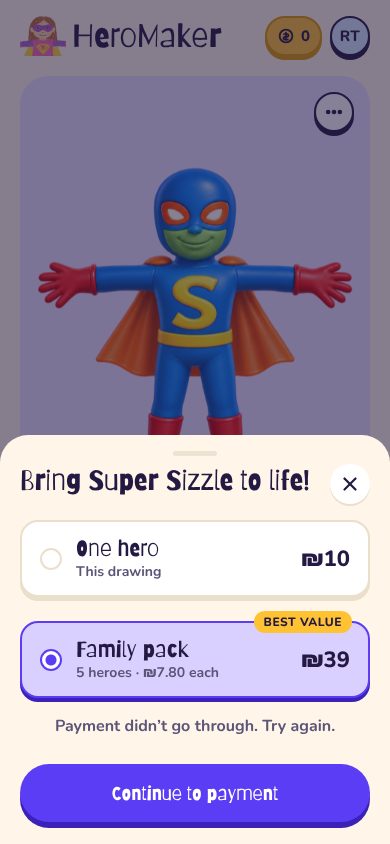 HeroMaker
0
RT
S
Bring Super Sizzle to life!
One hero
This drawing
₪10
BEST VALUE
Family pack
5 heroes · ₪7.80 each
₪39
Payment didn’t go through. Try again.
Continue to payment